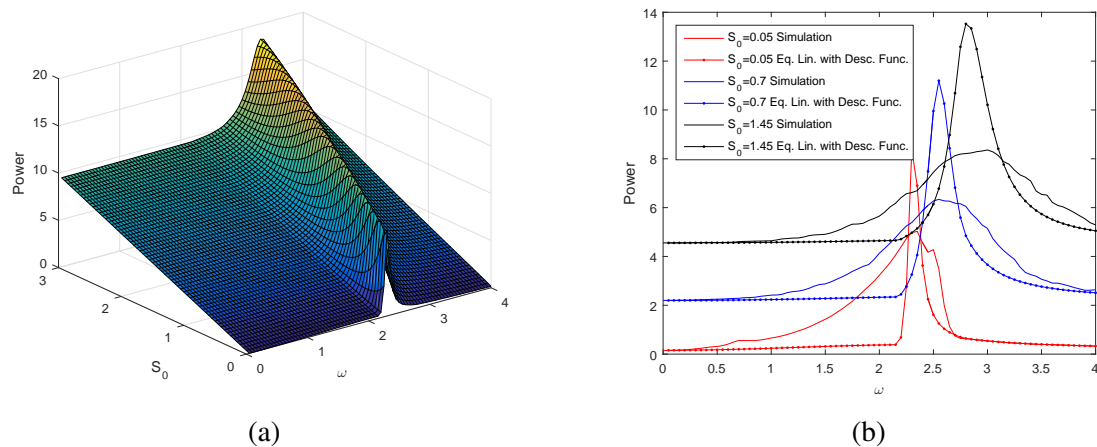 20
15
10
5
0
Power
3
2
1
0
S0
0
1
2
3
4
ω
(a)
14
12
10
8
6
4
2
0
Power
S0=0.05 Simulation
S0=0.05 Eq. Lin. with Desc. Func.
S0=0.7 Simulation
S0=0.7 Eq. Lin. with Desc. Func.
S0=1.45 Simulation
S0=1.45 Eq. Lin. with Desc. Func.
0 0.5 1 1.5 2 2.5 3 3.5 4
ω
(b)